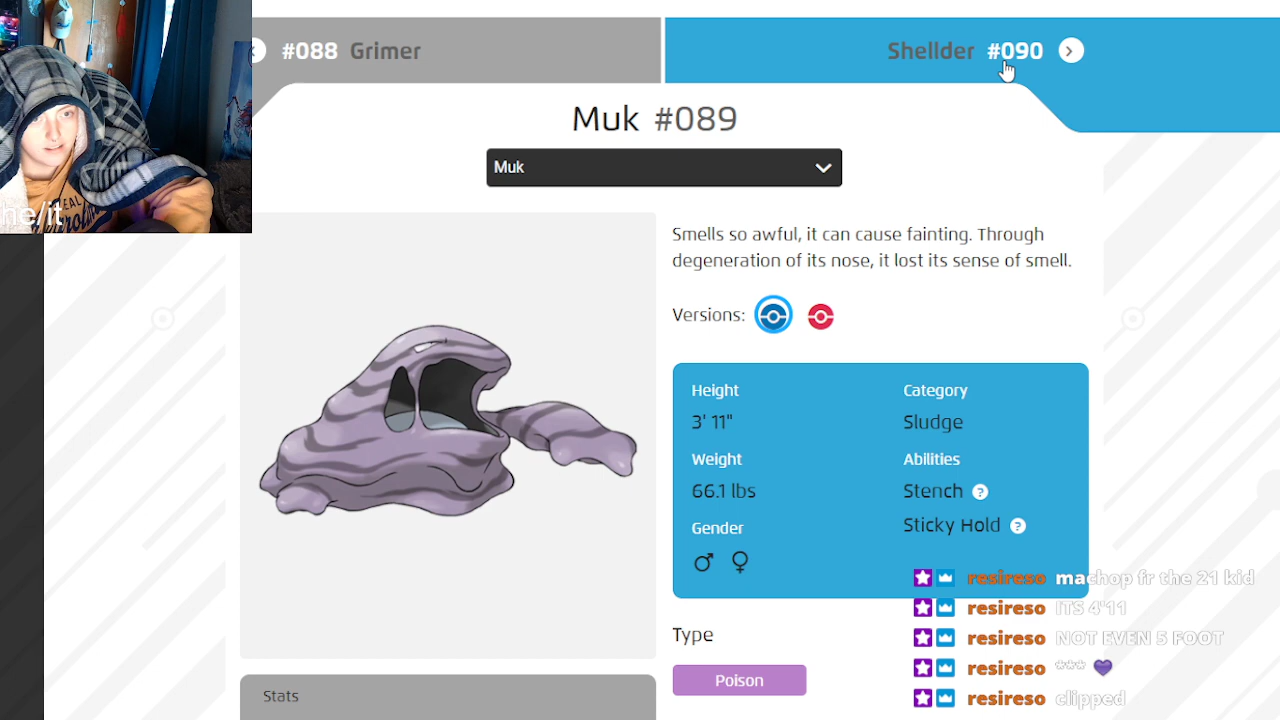 #088 Grimer
Shellder #090
Muk #089
Muk
he/it
Smells so awful, it can cause fainting. Through
degeneration of its nose, it lost its sense of smell.
Versions:
Height
3' 11"
Weight
66.1 lbs
Gender
Category
Sludge
Abilities
Stench ?
Sticky Hold ?
Type
Poison
Stats
resireso machop fr the 21 kid
resireso ITS 4'11
resireso NOT EVEN 5 FOOT
resireso *** 💜
resireso clipped